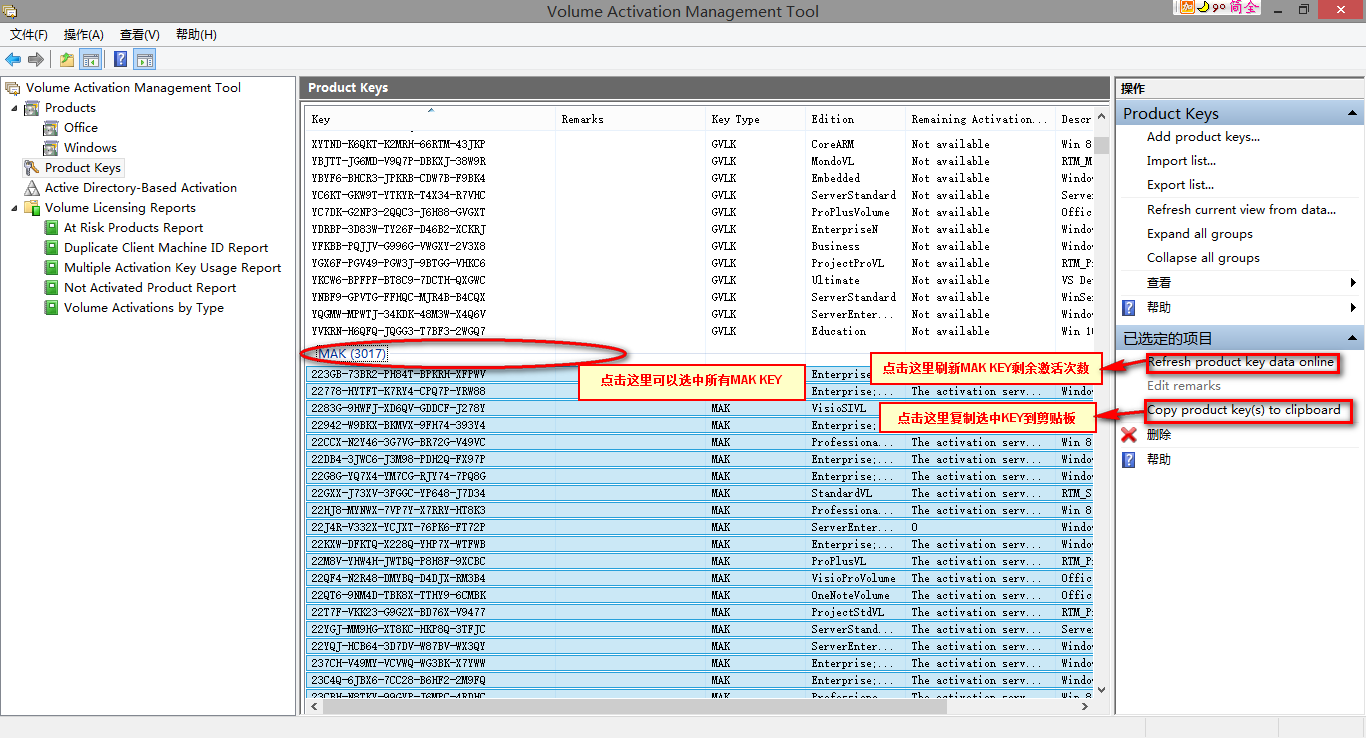 Volume Activation Management Tool
简全
文件(F) 操作(A) 查看(V) 帮助(H)
Volume Activation Management Tool
Products
Office
Windows
Product Keys
Active Directory-Based Activation
Volume Licensing Reports
At Risk Products Report
Duplicate Client Machine ID Report
Multiple Activation Key Usage Report
Not Activated Product Report
Volume Activations by Type
Product Keys
Key Remarks Key Type Edition Remaining Activation... Descr
XYTND-K6QKT-K2MRH-66RTM-43JKP GVLK CoreARM Not available Win 8
YBJTT-JG6MD-V9Q7P-DBKXJ-38W9R GVLK MondoVL Not available RTM_M
YBYF6-BHCR3-JPKRB-CDW7B-F9BK4 GVLK Embedded Not available Windo
YC6KT-GKW9T-YTKYR-T4X34-R7VHC GVLK ServerStandard Not available Server
YC7DK-G2NP3-2QQC3-J6H88-GVGXT GVLK ProPlusVolume Not available Offic
YDRBP-3D83W-TY26F-D46B2-XCKRJ GVLK EnterpriseN Not available Windo
YFKBB-PQJJV-G996G-VWGXY-2V3X8 GVLK Business Not available Windo
YGX6F-PGV49-PGW3J-9BTGG-VHKC6 GVLK ProjectProVL Not available RTM_P
YKCW6-BPFPF-BT8C9-7DCTH-QXGWC GVLK Ultimate Not available VS De
YNBF9-GPVTG-FFHQC-MJR4B-B4CQX GVLK ServerStandard Not available WinSe
YQGMW-MPWTJ-34KDK-48M3W-X4Q6V GVLK ServerEnter... Not available Windo
YVKRN-H6QFQ-JQGG3-T7BF3-2WGQ7 GVLK Education Not available Win 10
MAK (3017)
223GB-73BR2-PH84T-BPKRH-XFPWV Enterprise
22778-HYTFT-K7RY4-CPQ7P-YRW88 Enterprise;... The activation serv... Windo
2283G-9HWFJ-XD6QV-GDDCF-J278Y MAK VisioSIVL
22942-W9BKX-BKMVX-9FH74-393Y4 MAK Enterprise;...
22CCX-N2Y46-3G7VG-BR72G-V49VC MAK Professiona... The activation serv... Win 8
22DB4-3JWC6-J3M98-PDH2Q-FX97P MAK Enterprise;... The activation serv... Windo
22G8G-YQ7X4-YM7CG-RJY74-7PQ8G MAK Enterprise;... The activation serv... Windo
22GXX-J73XV-3FGGC-YP648-J7D34 MAK StandardVL The activation serv... RTM_S
22HJ8-MYNWX-7VP7Y-X7RRY-HT8K3 MAK Professiona... The activation serv... Win 8
22J4R-V332X-YCJXT-76PK6-FT72P MAK ServerEnter... 0 Windo
22KXW-DFKTQ-X228Q-YHP7X-WTFWB MAK Enterprise;... The activation serv... Windo
22M8V-YHW4H-JWTBQ-P8H8F-9XCBC MAK ProPlusVL The activation serv... RTM_P
22QF4-N2R48-DMYBQ-D4DJX-RM3B4 MAK VisioProVolume The activation serv... Offic
22QT6-9NM4D-TBK8X-TTHY9-6CMBK MAK OneNoteVolume The activation serv... Offic
22T7F-VKK23-G9G2X-BD76X-V9477 MAK ProjectStdVL The activation serv... RTM_P
22YGJ-MM9HG-XT8KC-HKP8Q-3TFJC MAK ServerStand... The activation serv... Server
22YQJ-HCB64-3D7DV-W87BV-WX3QY MAK ServerEnter... The activation serv... Windo
237CH-V49MY-VCVWQ-WG3BK-X7YWW MAK Enterprise;... The activation serv... Windo
23C4Q-6JBX6-7CC28-B6HF2-2M9FQ MAK Enterprise;... The activation serv... Windo
23CBH-N8TKY-99GVP-J6MPC-4RDHC MAK Professiona... The activation serv... Win 8
点击这里可以选中所有MAK KEY
点击这里刷新MAK KEY剩余激活次数
点击这里复制选中KEY到剪贴板
操作
Product Keys
Add product keys...
Import list...
Export list...
Refresh current view from data...
Expand all groups
Collapse all groups
查看
帮助
已选定的项目
Refresh product key data online
Edit remarks
Copy product key(s) to clipboard
删除
帮助